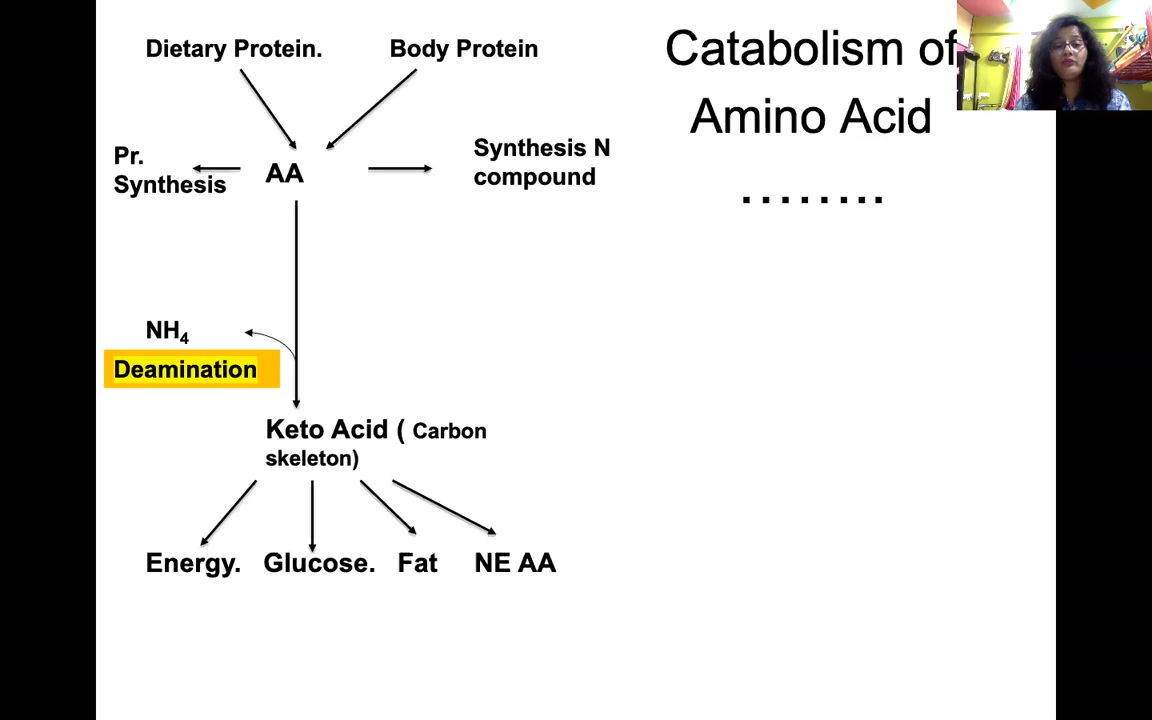 Dietary Protein.
Body Protein
Catabolism of
Amino Acid
........
Pr.
Synthesis
AA
Synthesis N
compound
NH₄
Deamination
Keto Acid ( Carbon
skeleton)
Energy.
Glucose.
Fat
NE AA